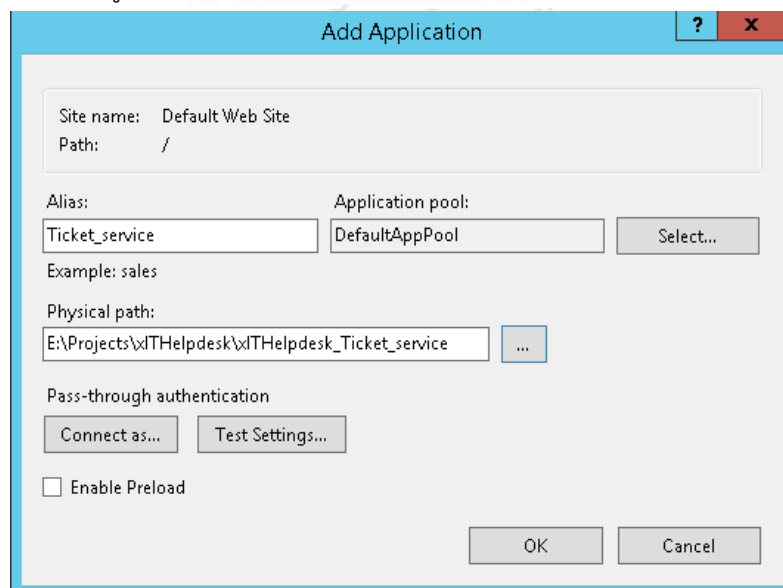 Add Application
?
x
Site name: Default Web Site
Path: /
Alias:
Application pool:
Ticket_service
DefaultAppPool
Select...
Example: sales
Physical path:
E:\Projects\xITHelpdesk\xITHelpdesk_Ticket_service
...
Pass-through authentication
Connect as...
Test Settings...
Enable Preload
OK
Cancel